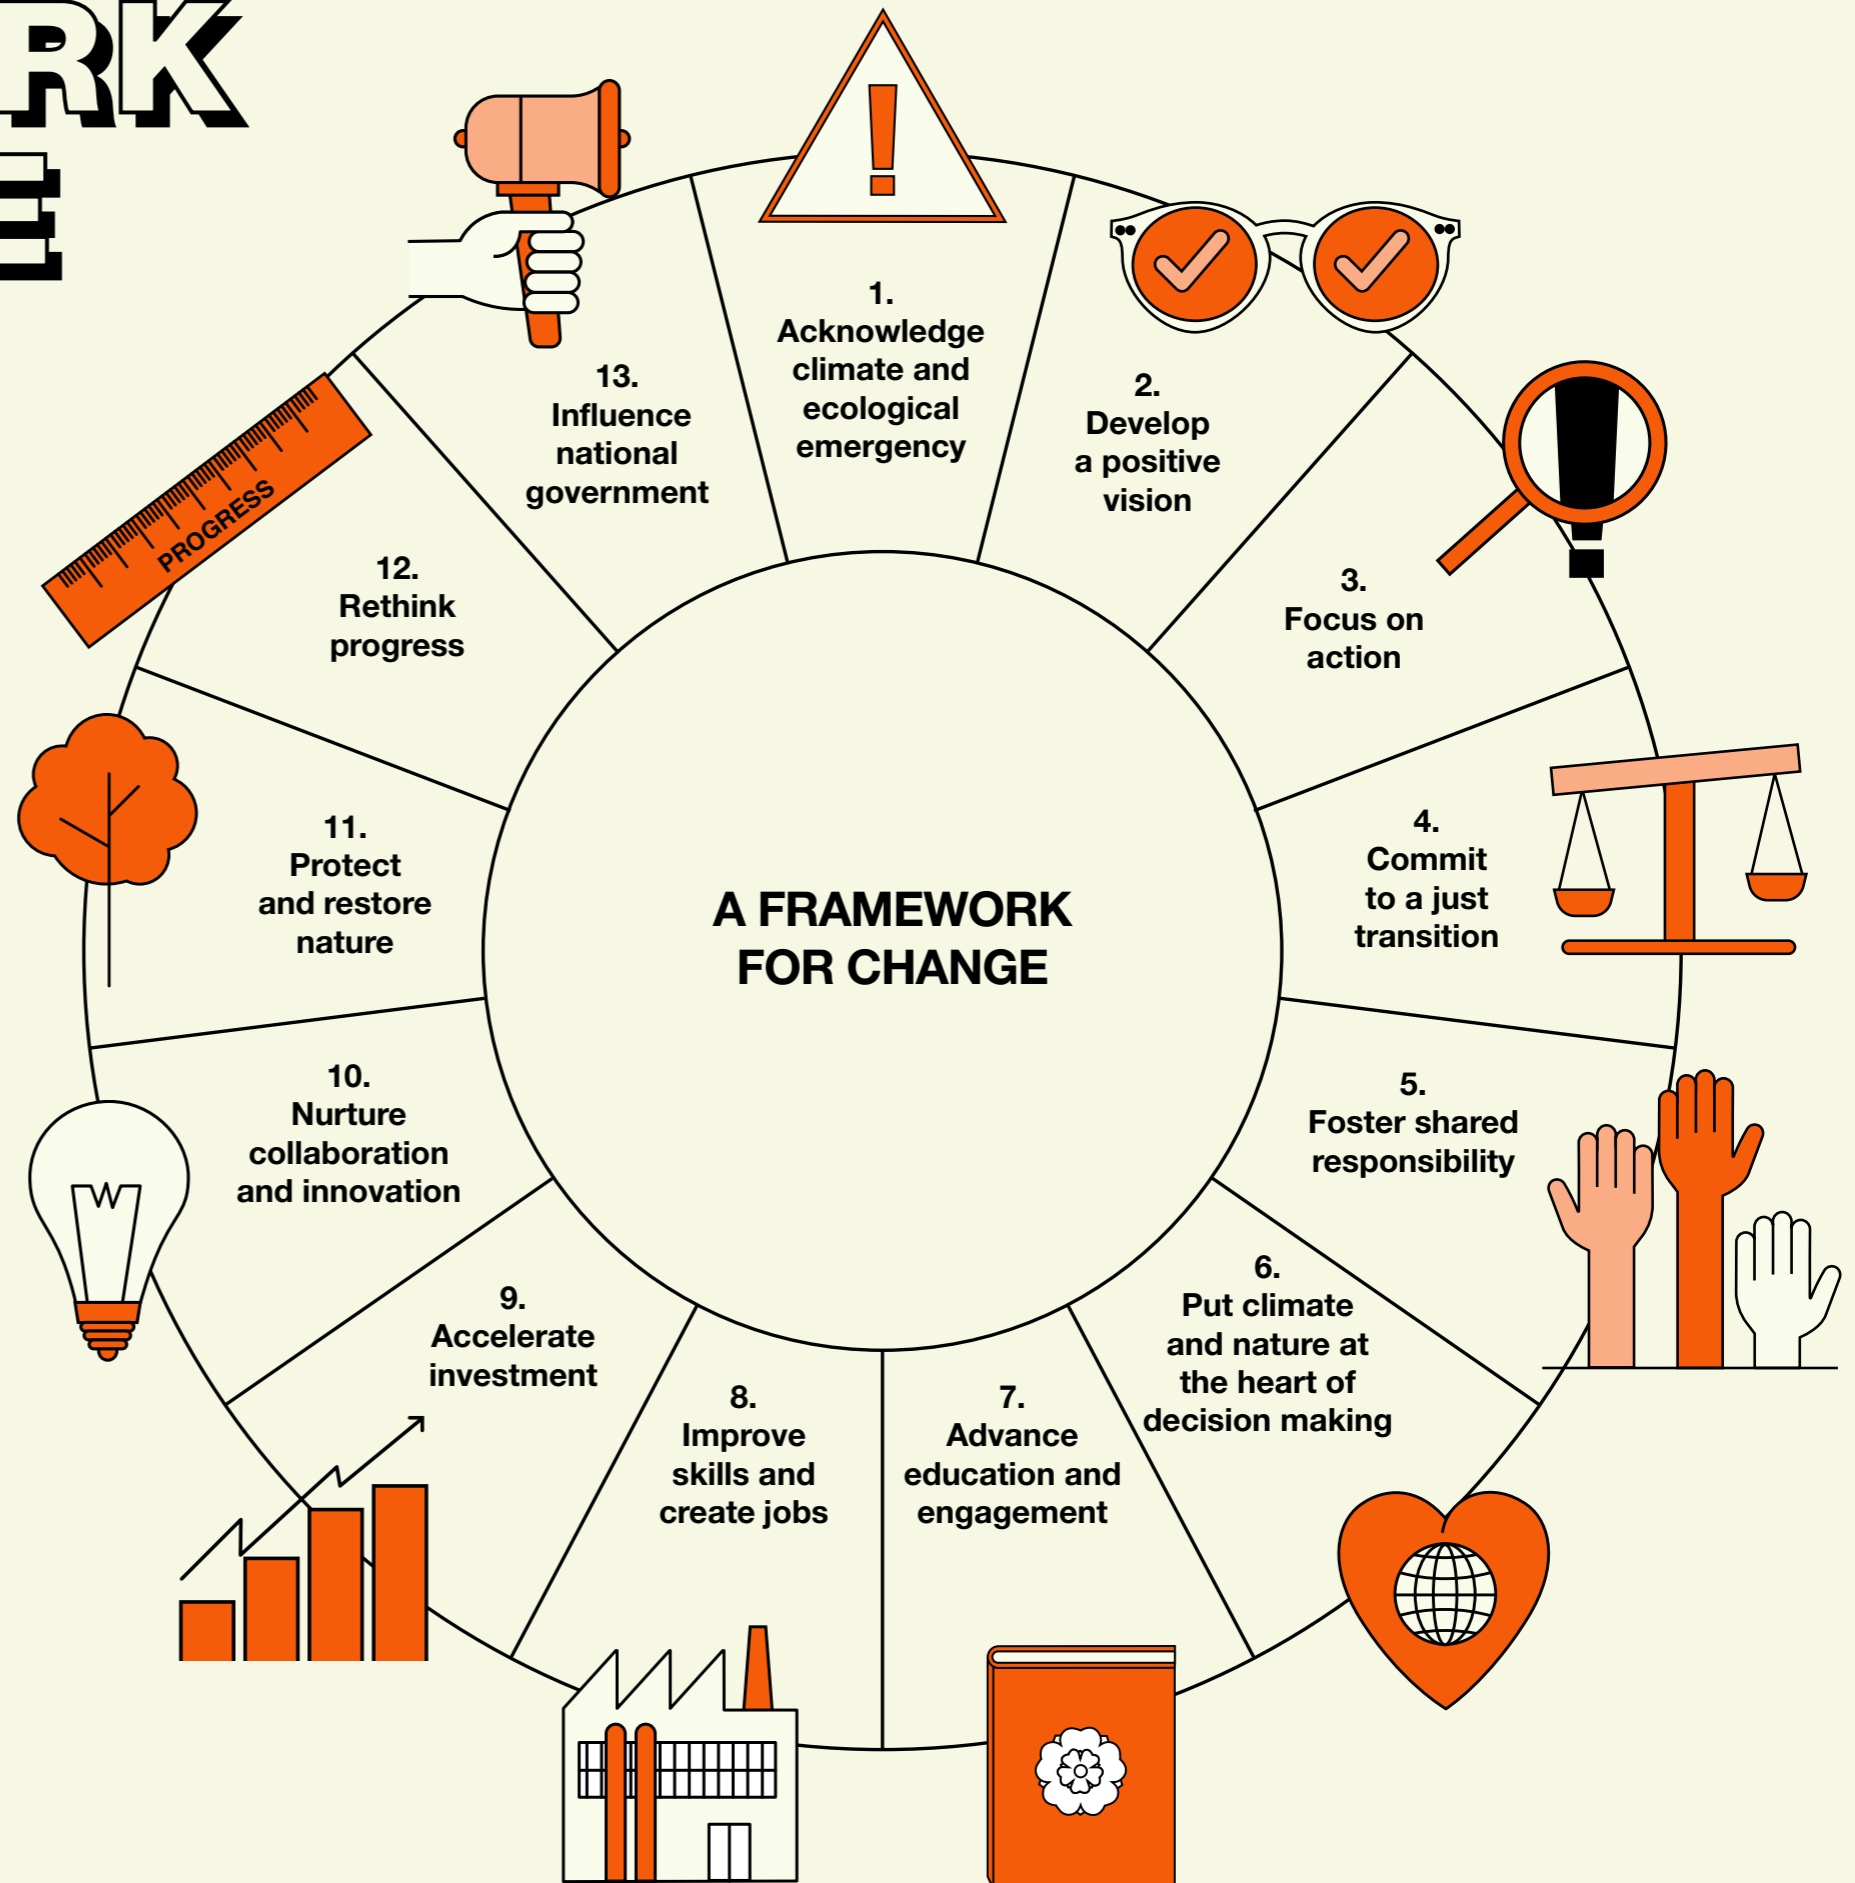 RK
E
1.
Acknowledge
climate and
ecological
emergency
2.
Develop
a positive
vision
3.
Focus on
action
4.
Commit
to a just
transition
5.
Foster shared
responsibility
6.
Put climate
and nature at
the heart of
decision making
7.
Advance
education and
engagement
8.
Improve
skills and
create jobs
9.
Accelerate
investment
10.
Nurture
collaboration
and innovation
11.
Protect
and restore
nature
12.
Rethink
progress
PROGRESS
13.
Influence
national
government
A FRAMEWORK
FOR CHANGE